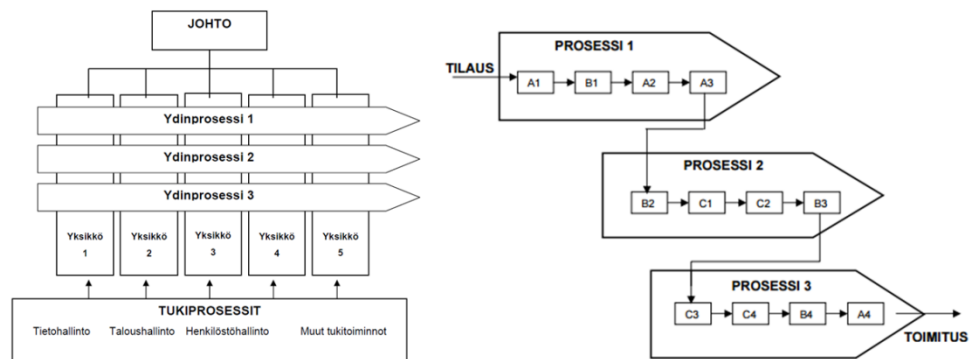 JOHTO
Ydinprosessi 1
Ydinprosessi 2
Ydinprosessi 3
Yksikkö
1
Yksikkö
2
Yksikkö
3
Yksikkö
4
Yksikkö
5
TUKIPROSESSIT
Tietohallinto Taloushallinto Henkilöstöhallinto Muut tukitoiminnot
PROSESSI 1
TILAUS
A1 B1 A2 A3
PROSESSI 2
B2 C1 C2 B3
PROSESSI 3
C3 C4 B4 A4
TOIMITUS